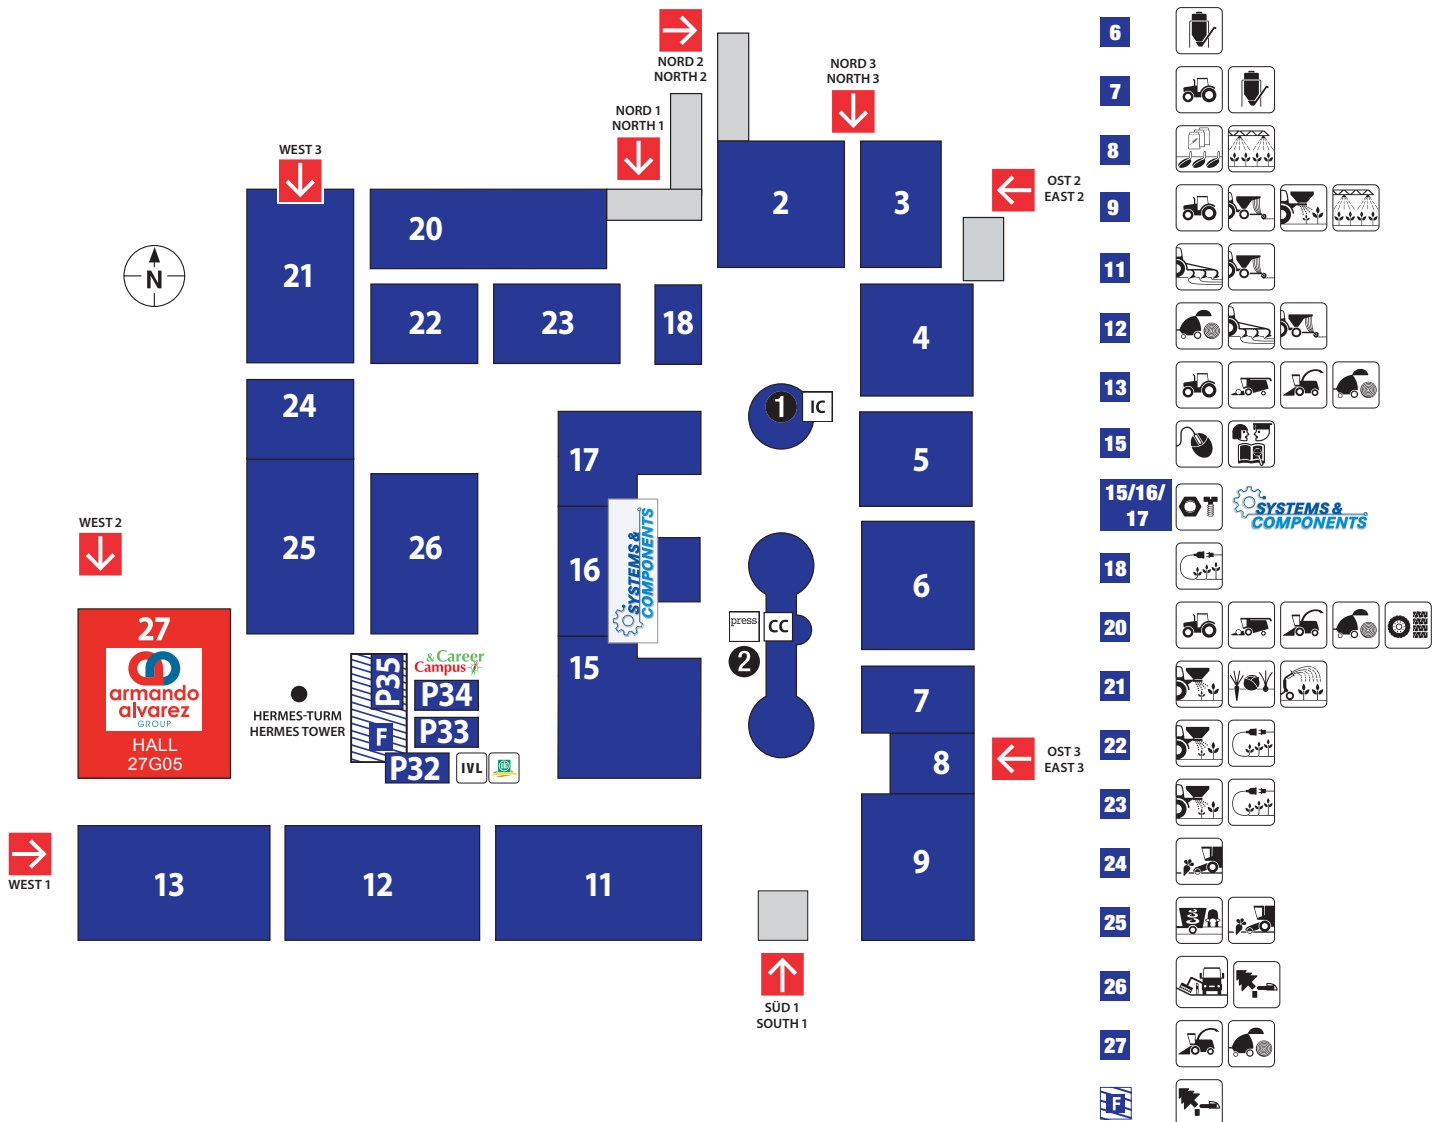 NORD 2
NORTH 2
NORD 3
NORTH 3
NORD 1
NORTH 1
WEST 3
OST 2
EAST 2
N
2
3
20
21
22
23
18
4
24
1
IC
5
17
25
26
16
SYSTEMS &
COMPONENTS
6
WEST 2
press
CC
2
27
armando
alvarez
GROUP
HALL
27G05
HERMES-TURM
HERMES TOWER
P35
F
& Career
Campus
P34
P33
P32
IVL
15
7
8
OST 3
EAST 3
9
WEST 1
13
12
11
SÜD 1
SOUTH 1
6
7
8
9
11
12
13
15
15/16/
17
SYSTEMS &
COMPONENTS
18
20
21
22
23
24
25
26
27
F